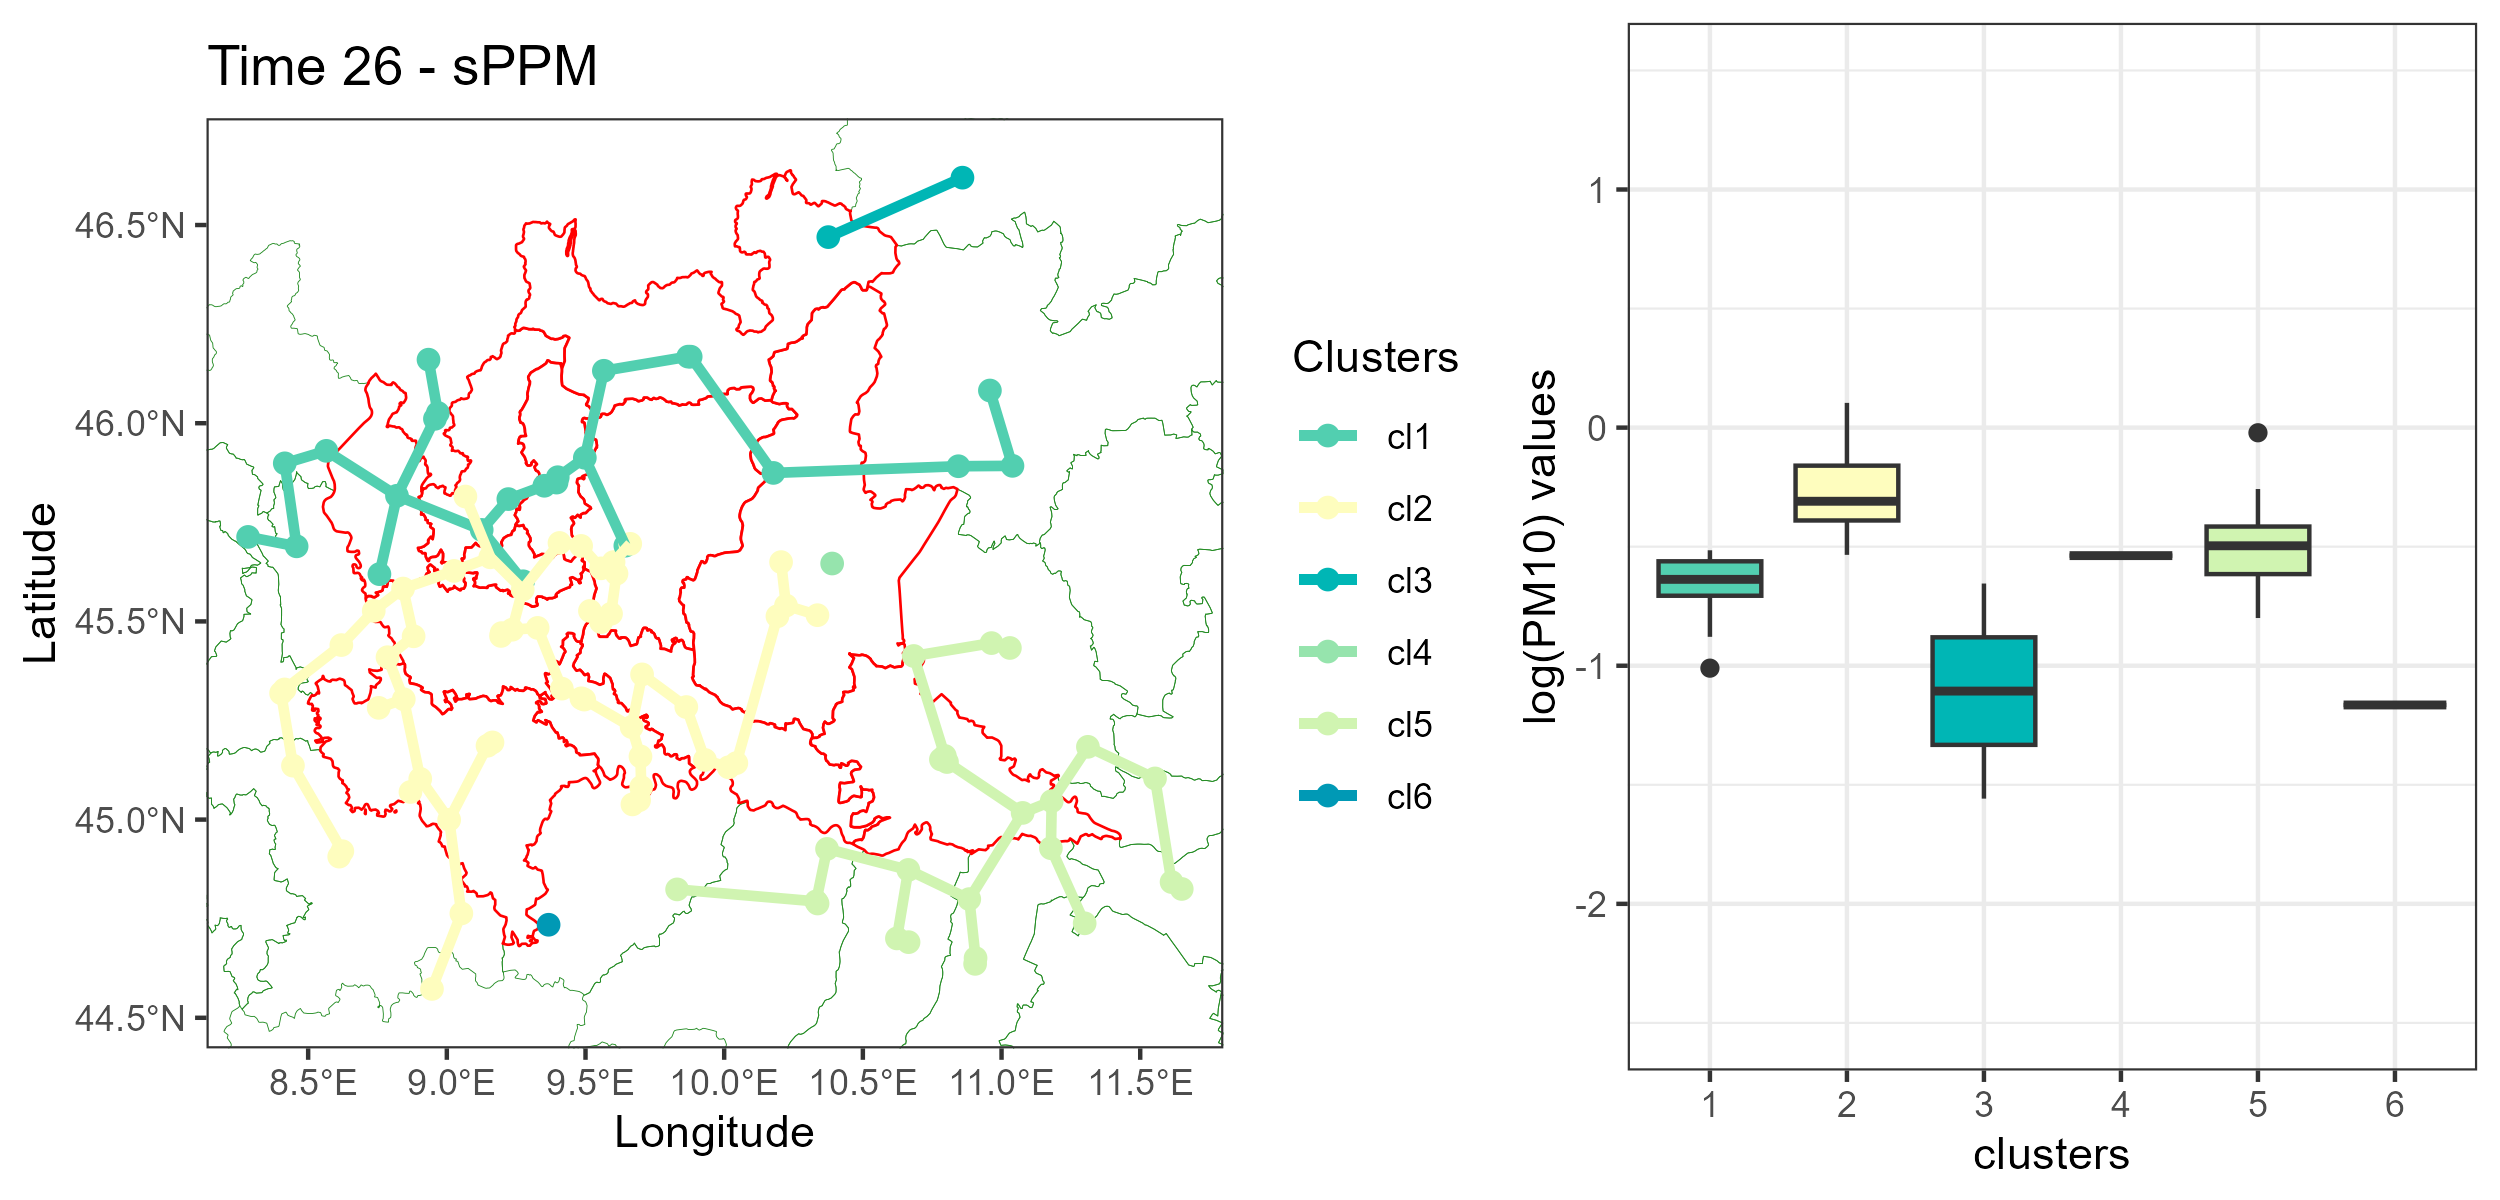 Time 26 - sPPM
Latitude
46.5°N
46.0°N
45.5°N
45.0°N
44.5°N
8.5°E
9.0°E
9.5°E
10.0°E
10.5°E
11.0°E
11.5°E
Longitude
Clusters
cl1
cl2
cl3
cl4
cl5
cl6
log(PM10) values
1
0
-1
-2
1
2
3
4
5
6
clusters